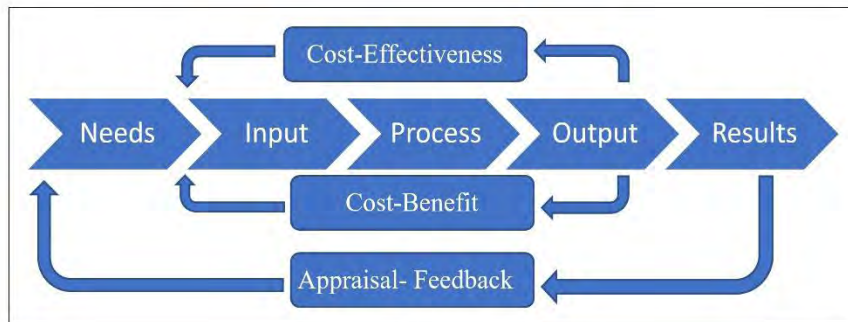 Cost-Effectiveness
Needs Input Process Output Results
Cost-Benefit
Appraisal- Feedback